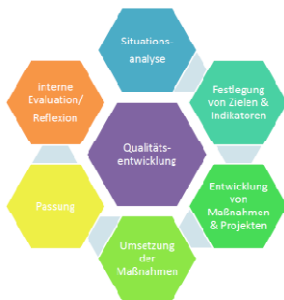 Situations-
analyse
Festlegung
von Zielen &
Indikatoren
Entwicklung
von
Maßnahmen
& Projekten
Umsetzung
der
Maßnahmen
Passung
interne
Evaluation/
Reflexion
Qualitäts-
entwicklung